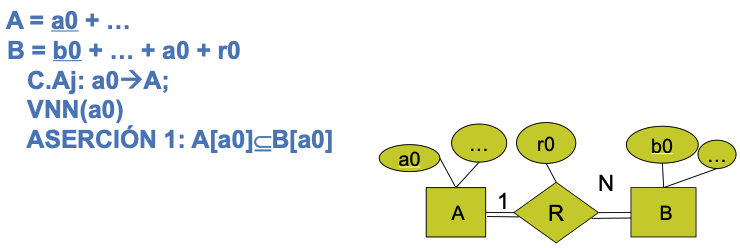 A = a0 + ...
B = b0 + ... + a0 + r0
C.Aj: a0→A;
VNN(a0)
ASERCIÓN 1: A[a0]⊆B[a0]
a0
...
r0
b0
...
A
1
R
N
B